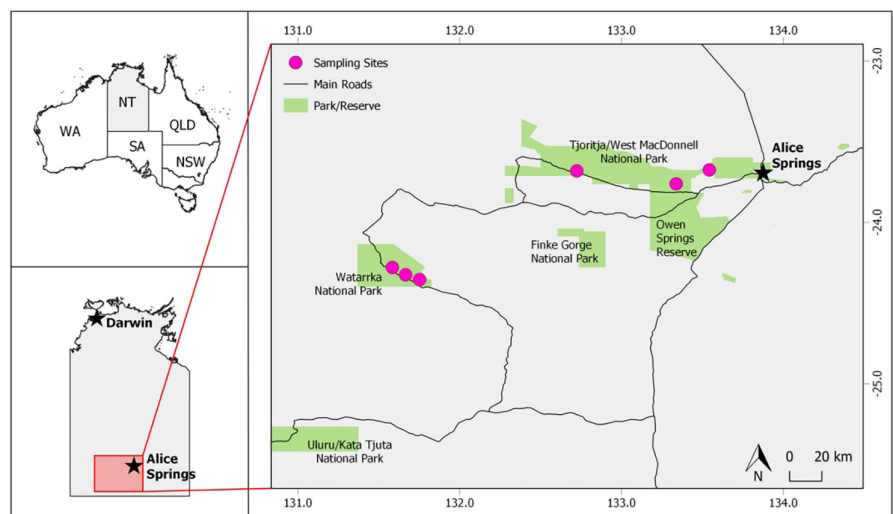 NT
WA
QLD
SA
NSW
Darwin
Alice
Springs
131.0
132.0
133.0
134.0
Sampling Sites
Main Roads
Park/Reserve
-23.0
Tjoritja/West MacDonnell
National Park
Alice
Springs
-24.0
Owen
Springs
Reserve
Finke Gorge
National Park
Watarrka
National Park
-25.0
Uluru/Kata Tjuta
National Park
N
0 20 km
131.0
132.0
133.0
134.0